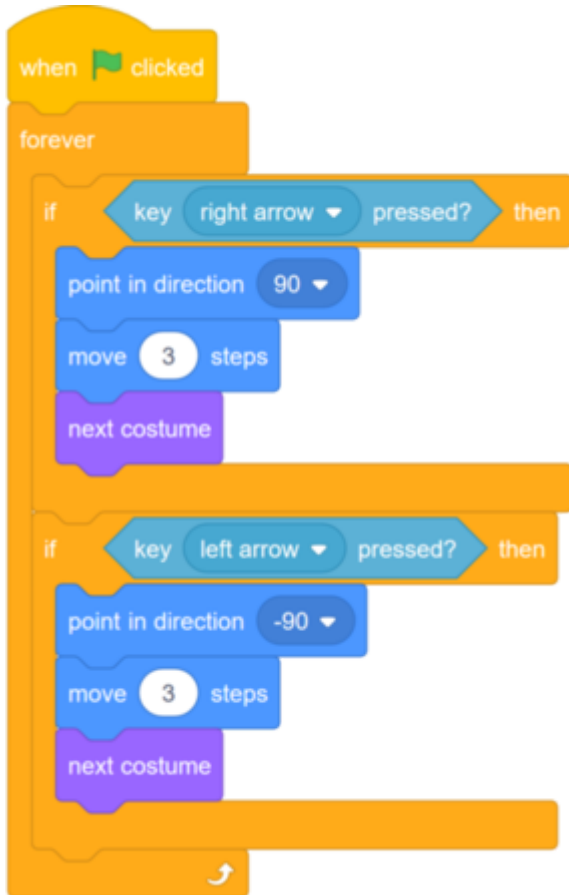 when clicked
forever
if key right arrow pressed? then
point in direction 90
move 3 steps
next costume
if key left arrow pressed? then
point in direction -90
move 3 steps
next costume